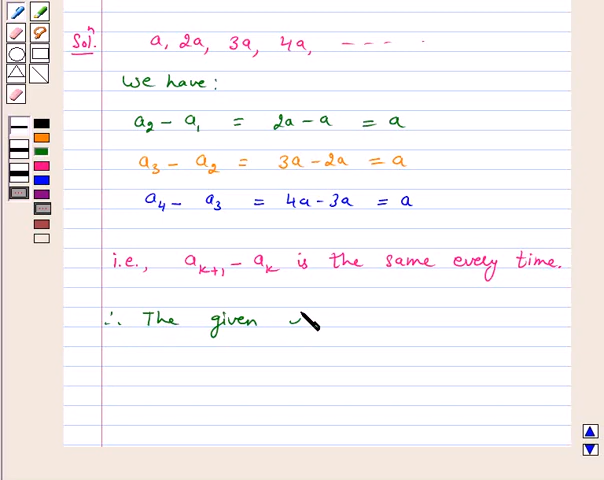 Solⁿ. a, 2a, 3a, 4a, - - - - .
We have:
a₂ - a₁ = 2a - a = a
a₃ - a₂ = 3a - 2a = a
a₄ - a₃ = 4a - 3a = a
i.e., aₖ₊₁ - aₖ is the same every time.
∴ The given